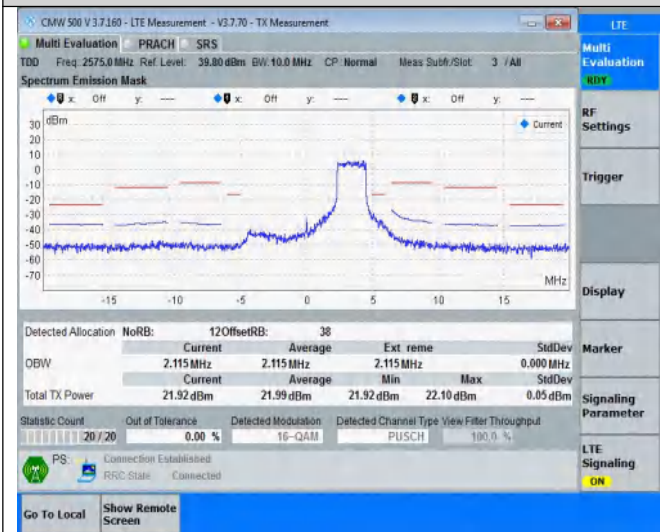 CMW 500 V 3.7.160 - LTE Measurement - V3.7.70 - TX Measurement
LTE
Multi Evaluation PRACH SRS
TDD Freq: 2575.0 MHz Ref. Level: 39.80 dBm BW: 10.0 MHz CP: Normal Meas Subfr./Slot: 3 / All
Spectrum Emission Mask
x: Off y: --- x: Off y: --- x: Off y: ---
dBm
Current
30
20
10
0
-10
-20
-30
-40
-50
-60
-70
MHz
-15 -10 -5 0 5 10 15
Detected Allocation NoRB: 12 OffsetRB: 38
Current Average Extreme StdDev
OBW 2.115 MHz 2.115 MHz 2.115 MHz 0.000 MHz
Current Average Min Max StdDev
Total TX Power 21.92 dBm 21.99 dBm 21.92 dBm 22.10 dBm 0.05 dBm
Statistic Count Out of Tolerance Detected Modulation Detected Channel Type View Filter Throughput
20 / 20 0.00 % 16-QAM PUSCH 100.0 %
PS: Connection Established
RRC State Connected
Multi Evaluation
RDY
RF Settings
Trigger
Display
Marker
Signaling Parameter
LTE Signaling
ON
Go To Local
Show Remote Screen